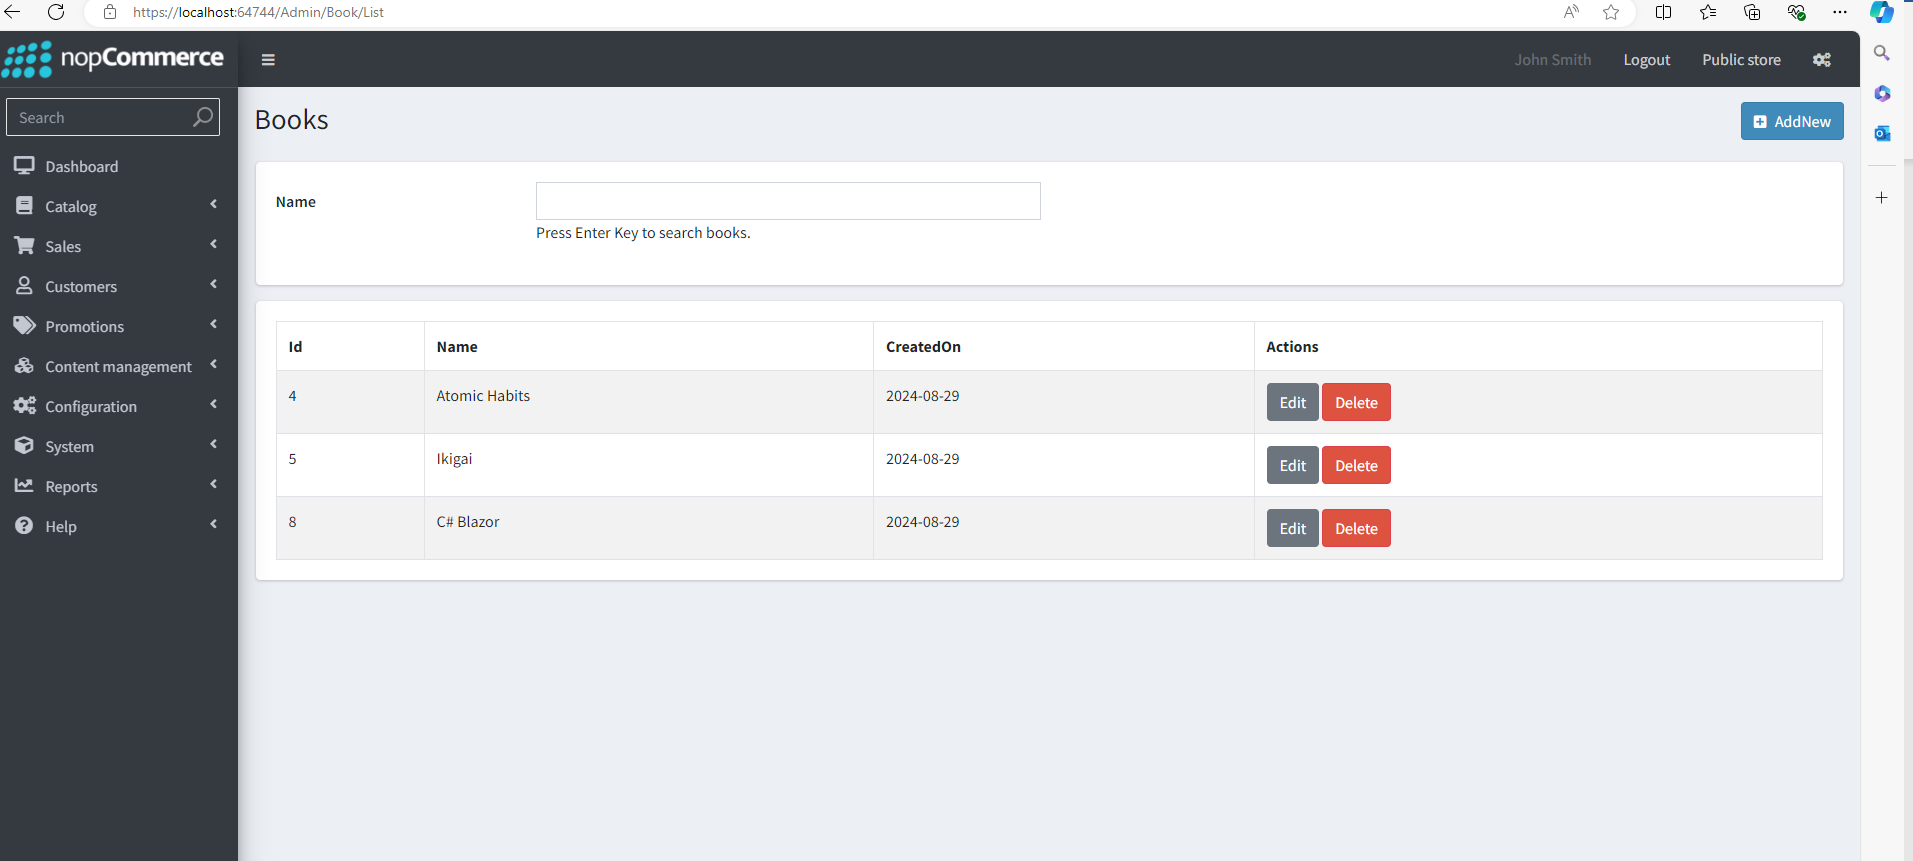 https://localhost:64744/Admin/Book/List
nopCommerce
John Smith
Logout
Public store
Search
Books
AddNew
Dashboard
Catalog
Sales
Customers
Promotions
Content management
Configuration
System
Reports
Help
Name
Press Enter Key to search books.
Id Name CreatedOn Actions
4 Atomic Habits 2024-08-29 Edit Delete
5 Ikigai 2024-08-29 Edit Delete
8 C# Blazor 2024-08-29 Edit Delete